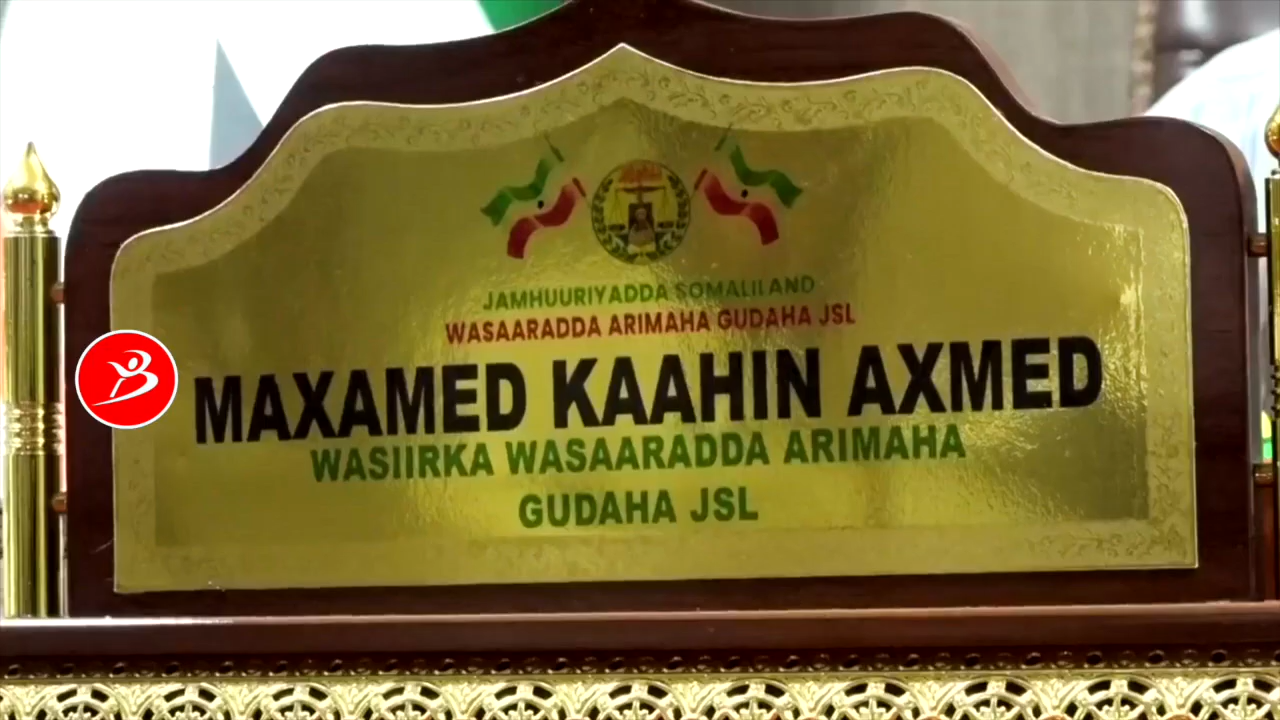 JAMHUURIYADDA SOMALILAND
WASAARADDA ARIMAHA GUDAHA JSL
MAXAMED KAAHIN AXMED
WASIIRKA WASAARADDA ARIMAHA
GUDAHA JSL